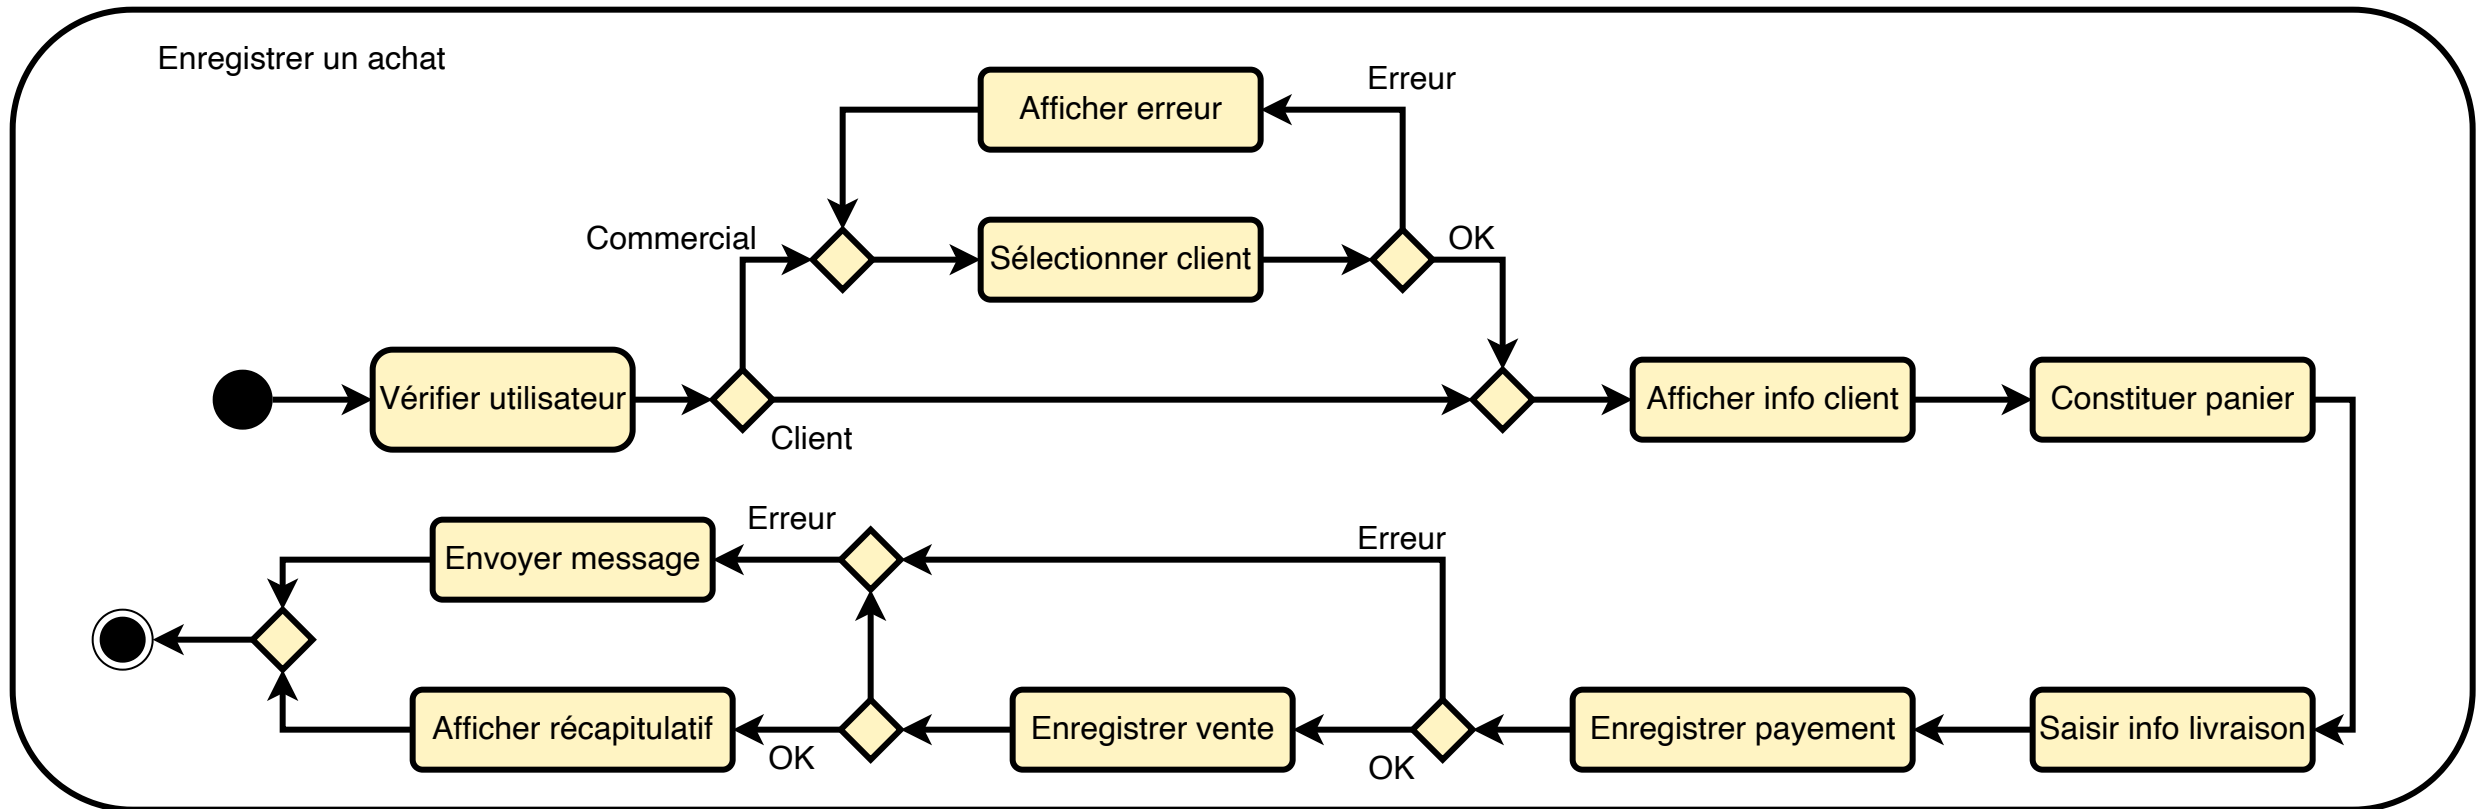 Enregistrer un achat
Erreur
Afficher erreur
Commercial
Sélectionner client
OK
Vérifier utilisateur
Client
Afficher info client
Constituer panier
Erreur
Envoyer message
Erreur
Afficher récapitulatif
OK
Enregistrer vente
OK
Enregistrer payement
Saisir info livraison